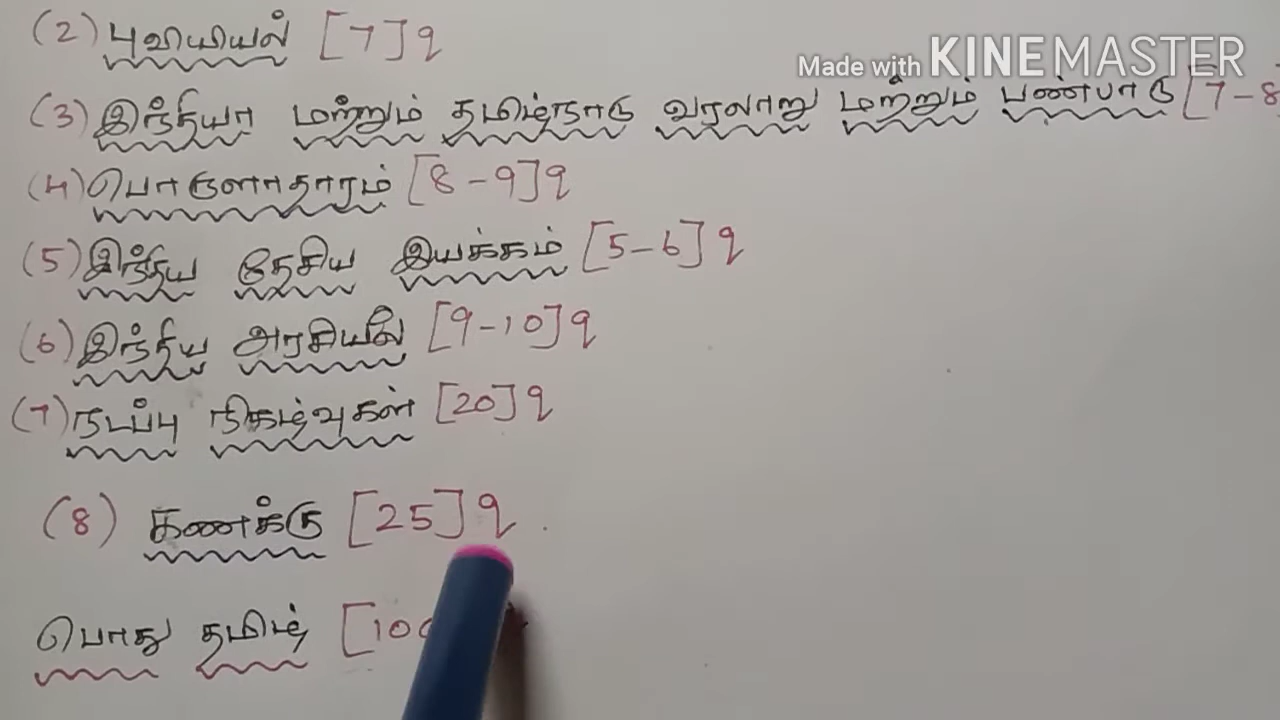 (2) புவியியல் [7]q
Made with KINEMASTER
(3) இந்தியா மற்றும் தமிழ்நாடு வரலாறு மற்றும் பண்பாடு [7-8]
(4) பொருளாதாரம் [8-9]q
(5) இந்திய தேசிய இயக்கம் [5-6]q
(6) இந்திய அரசியல் [9-10]q
(7) நடப்பு நிகழ்வுகள் [20]q
(8) கணக்கு [25]q
பொது தமிழ் [100